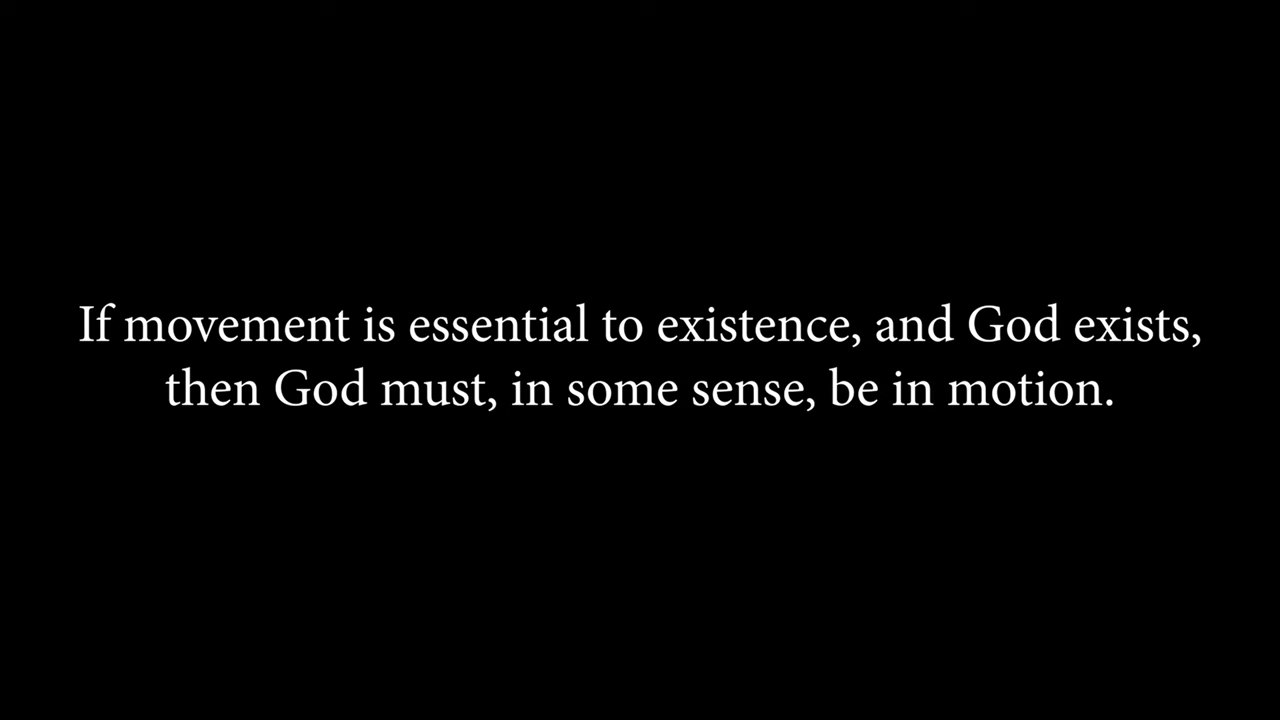 If movement is essential to existence, and God exists,
then God must, in some sense, be in motion.